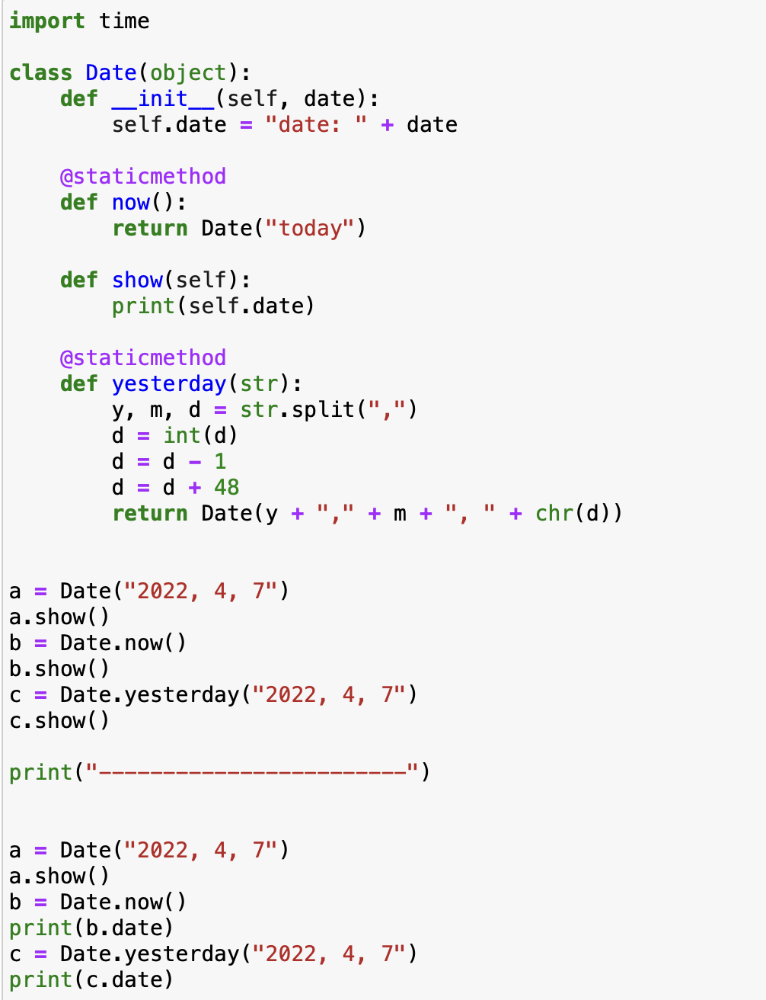 import time
class Date(object):
    def __init__(self, date):
        self.date = "date: " + date
    @staticmethod
    def now():
        return Date("today")
    def show(self):
        print(self.date)
    @staticmethod
    def yesterday(str):
        y, m, d = str.split(",")
        d = int(d)
        d = d - 1
        d = d + 48
        return Date(y + "," + m + ", " + chr(d))
a = Date("2022, 4, 7")
a.show()
b = Date.now()
b.show()
c = Date.yesterday("2022, 4, 7")
c.show()
print("------------------------")
a = Date("2022, 4, 7")
a.show()
b = Date.now()
print(b.date)
c = Date.yesterday("2022, 4, 7")
print(c.date)